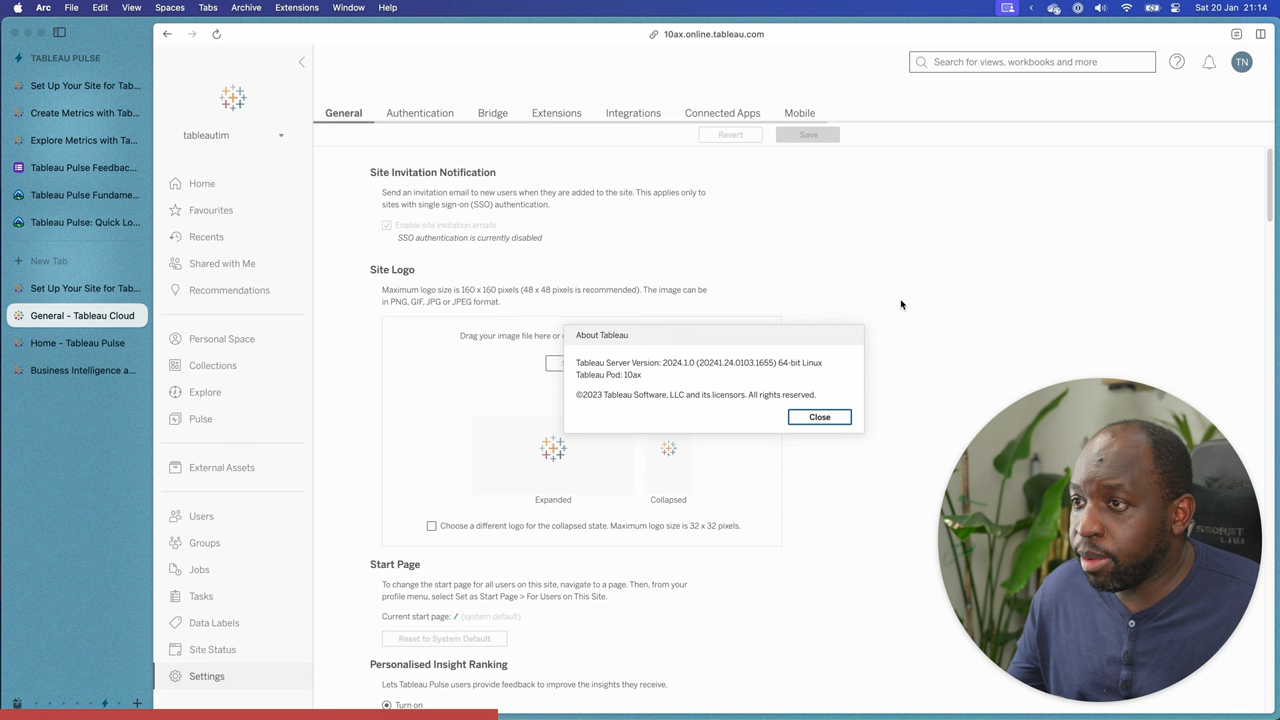 Arc
File
Edit
View
Spaces
Tabs
Archive
Extensions
Window
Help
Sat 20 Jan 21:14
10ax.online.tableau.com
TABLEAU PULSE
Set Up Your Site for Tab...
Create Metrics with Tab...
Explore Metrics with Ta...
Tableau Pulse Feedbac...
Tableau Pulse Fundame...
Tableau Pulse: Quick Lo...
New Tab
Set Up Your Site for Tab...
General - Tableau Cloud
Home - Tableau Pulse
Business Intelligence a...
tableautim
Home
Favourites
Recents
Shared with Me
Recommendations
Personal Space
Collections
Explore
Pulse
External Assets
Users
Groups
Jobs
Tasks
Data Labels
Site Status
Settings
Search for views, workbooks and more
TN
General
Authentication
Bridge
Extensions
Integrations
Connected Apps
Mobile
Revert
Save
Site Invitation Notification
Send an invitation email to new users when they are added to the site. This applies only to
sites with single sign-on (SSO) authentication.
Enable site invitation emails
SSO authentication is currently disabled
Site Logo
Maximum logo size is 160 x 160 pixels (48 x 48 pixels is recommended). The image can be
in PNG, GIF, JPG or JPEG format.
Drag your image file here or
About Tableau
Tableau Server Version: 2024.1.0 (20241.24.0103.1655) 64-bit Linux
Tableau Pod: 10ax
©2023 Tableau Software, LLC and its licensors. All rights reserved.
Close
Expanded
Collapsed
Choose a different logo for the collapsed state. Maximum logo size is 32 x 32 pixels.
Start Page
To change the start page for all users on this site, navigate to a page. Then, from your
profile menu, select Set as Start Page > For Users on This Site.
Current start page: / (system default)
Reset to System Default
Personalised Insight Ranking
Lets Tableau Pulse users provide feedback to improve the insights they receive.
Turn on
SECRET
LAB